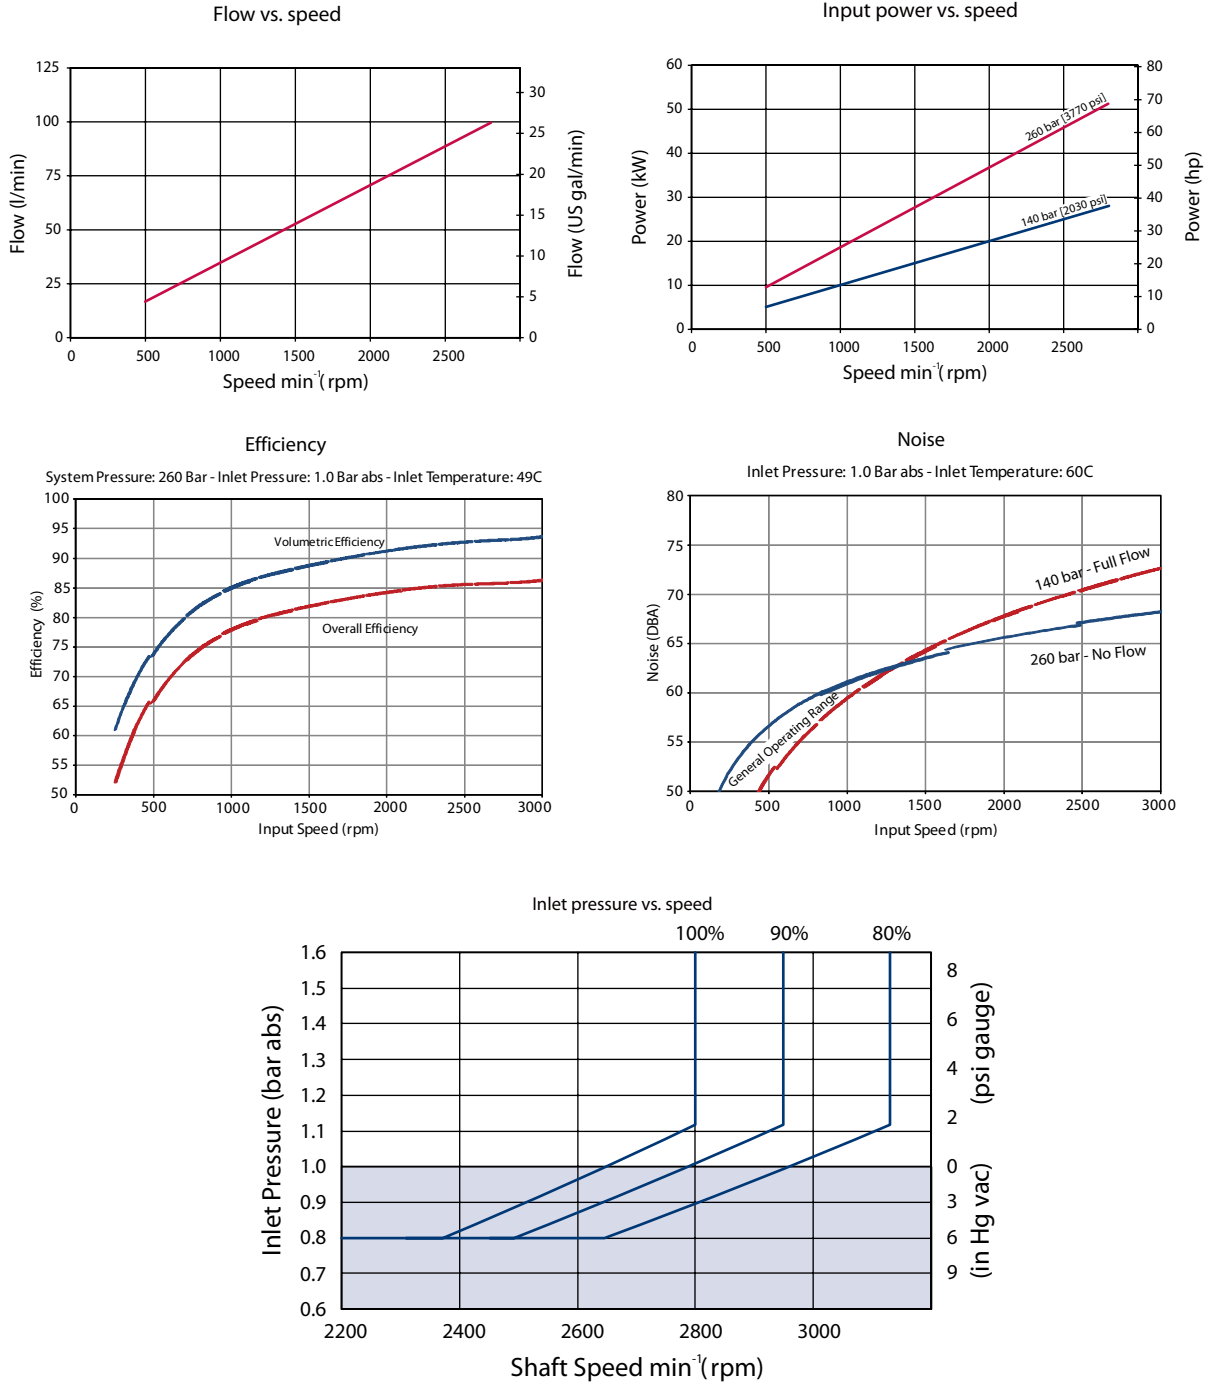 Flow vs. speed
125
100
75
50
25
0
30
25
20
15
10
5
0
0 500 1000 1500 2000 2500
Flow (l/min)
Flow (US gal/min)
Speed min-1( rpm)
Input power vs. speed
60
50
40
30
20
10
0
80
70
60
50
40
30
20
10
0
260 bar [3770 psi]
140 bar [2030 psi]
0 500 1000 1500 2000 2500
Power (kW)
Power (hp)
Speed min-1( rpm)
Efficiency
System Pressure: 260 Bar - Inlet Pressure: 1.0 Bar abs - Inlet Temperature: 49C
100
95
90
85
80
75
70
65
60
55
50
Volumetric Efficiency
Overall Efficiency
0 500 1000 1500 2000 2500 3000
Efficiency (%)
Input Speed (rpm)
Noise
Inlet Pressure: 1.0 Bar abs - Inlet Temperature: 60C
80
75
70
65
60
55
50
140 bar - Full Flow
260 bar - No Flow
General Operating Range
0 500 1000 1500 2000 2500 3000
Noise (DBA)
Input Speed (rpm)
Inlet pressure vs. speed
100% 90% 80%
1.6
1.5
1.4
1.3
1.2
1.1
1.0
0.9
0.8
0.7
0.6
8
6
4
2
0
3
6
9
Inlet Pressure (bar abs)
(psi gauge)
(in Hg vac)
2200 2400 2600 2800 3000
Shaft Speed min-1( rpm)